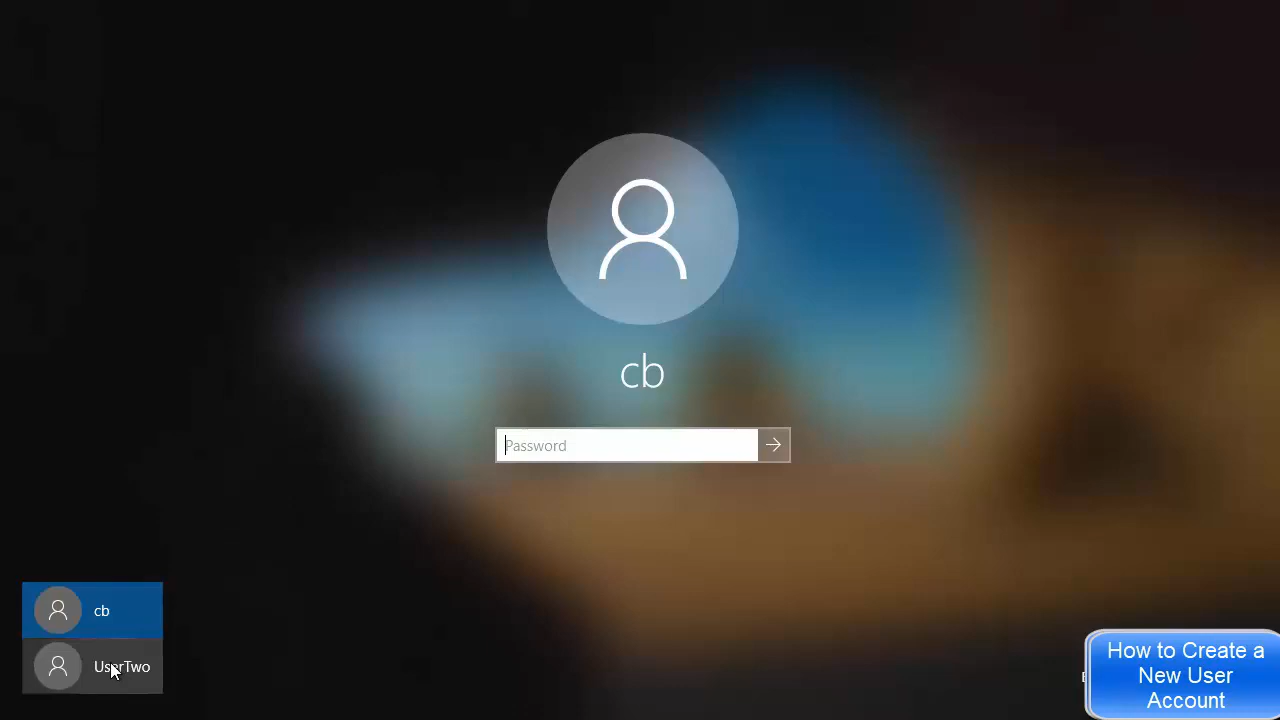 cb
Password
cb
UserTwo
How to Create a
New User
Account